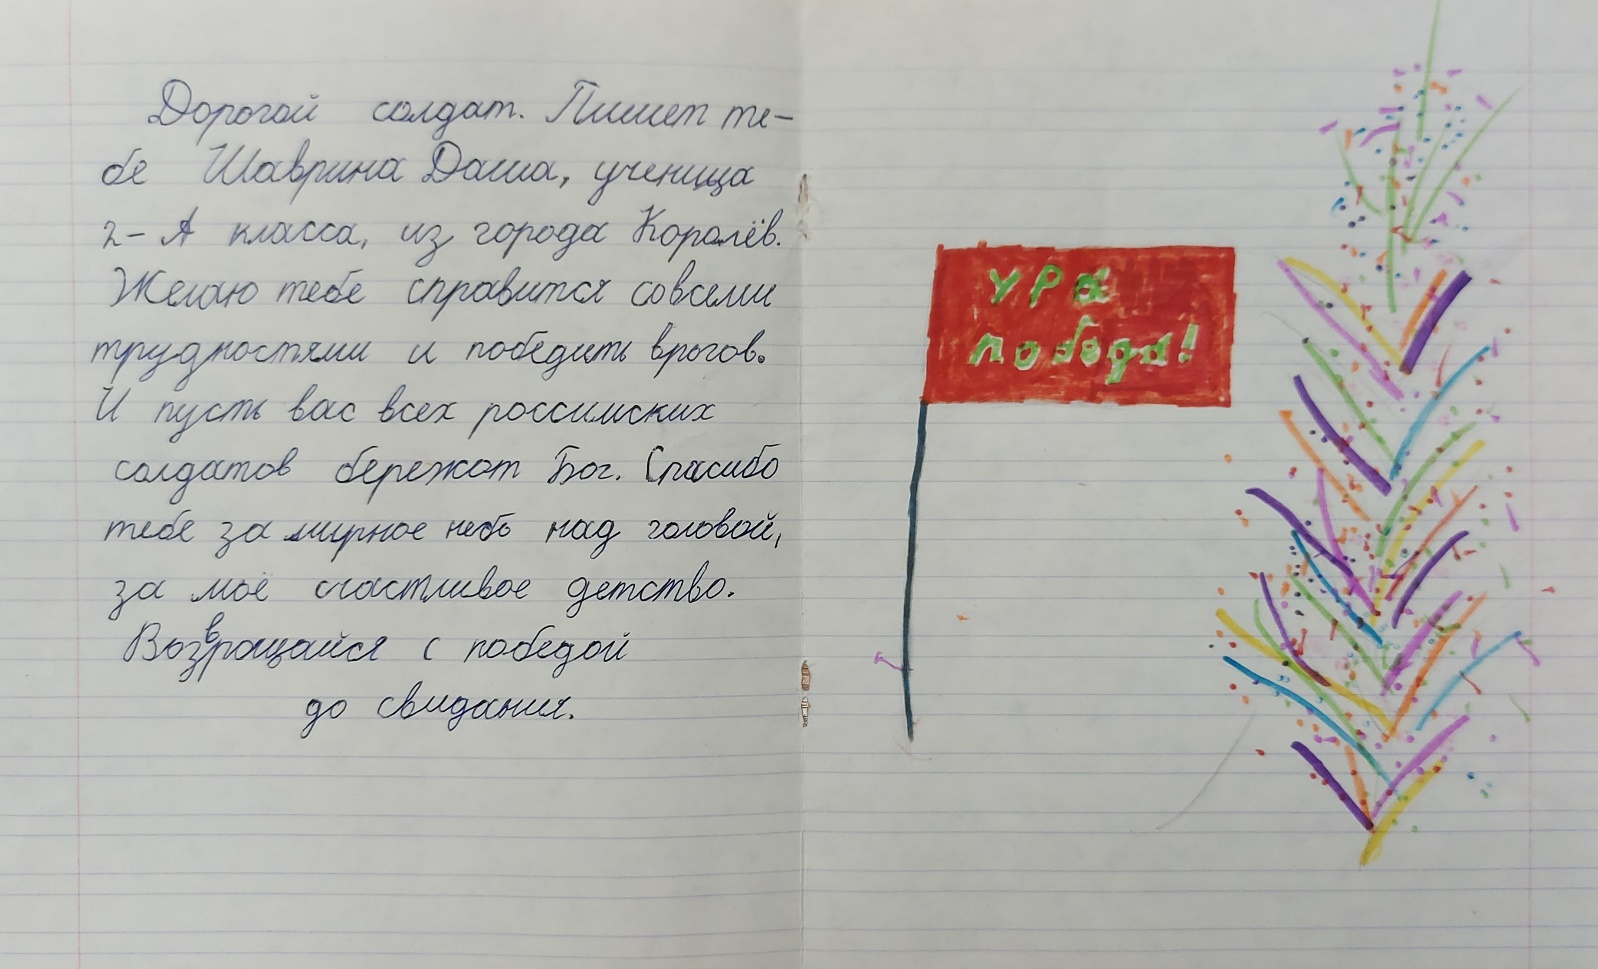 Дорогой солдат. Пишет те-
бе Шаврина Даша, ученица
2-А класса, из города Королёв.
Желаю тебе справится совсеми
трудностями и победить врогов.
И пусть вас всех россимских
солдатов бережот Бог. Спасибо
тебе за мирное небо над головой,
за моё счастливое детство.
Возвращайся с победой
до свидания.
ура
победа!